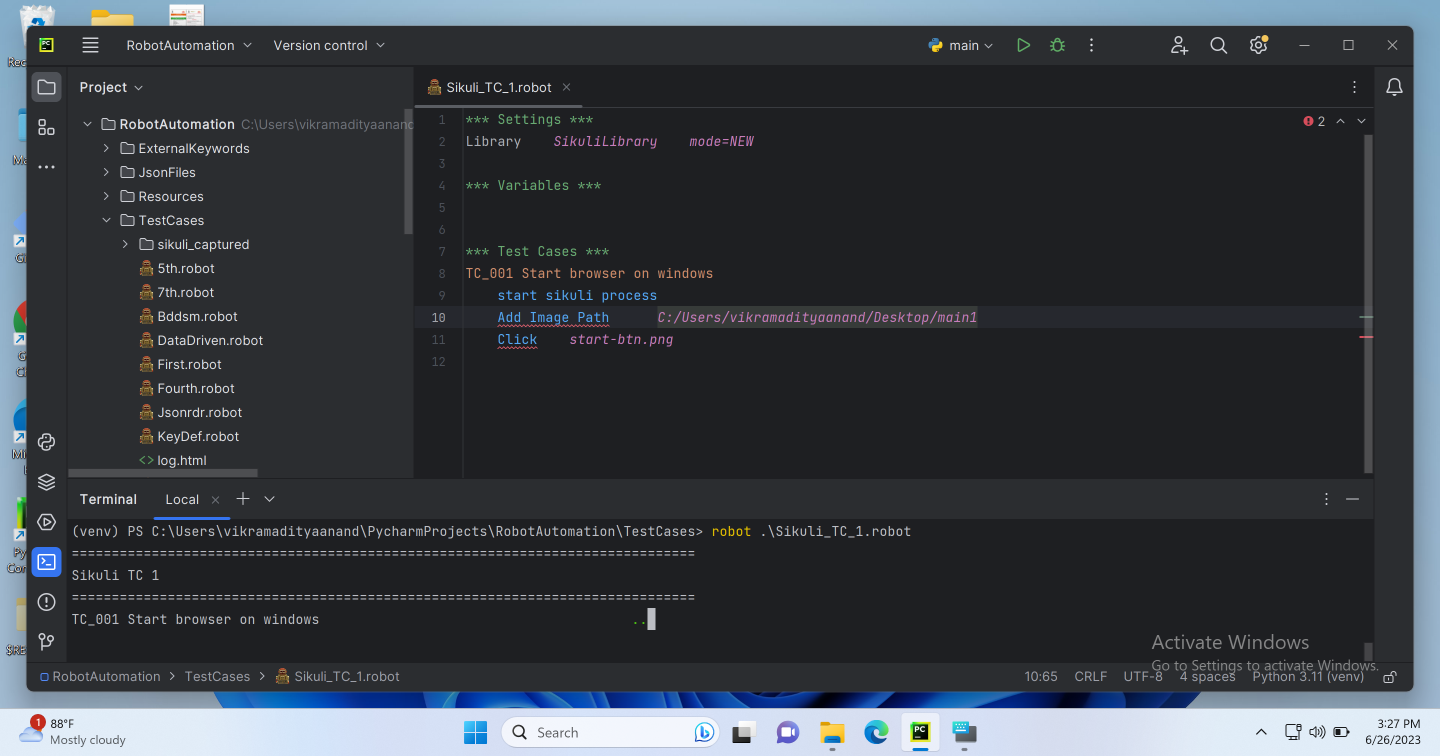 RobotAutomation
Version control
main
Project
Sikuli_TC_1.robot
RobotAutomation C:\Users\vikramadityaanand
ExternalKeywords
JsonFiles
Resources
TestCases
sikuli_captured
5th.robot
7th.robot
Bddsm.robot
DataDriven.robot
First.robot
Fourth.robot
Jsonrdr.robot
KeyDef.robot
<> log.html
1 *** Settings ***
2 Library SikuliLibrary mode=NEW
3
4 *** Variables ***
5
6
7 *** Test Cases ***
8 TC_001 Start browser on windows
9 start sikuli process
10 Add Image Path C:/Users/vikramadityaanand/Desktop/main1
11 Click start-btn.png
12
2
Terminal
Local
(venv) PS C:\Users\vikramadityaanand\PycharmProjects\RobotAutomation\TestCases> robot .\Sikuli_TC_1.robot
==============================================================================
Sikuli TC 1
==============================================================================
TC_001 Start browser on windows ..
Activate Windows
Go to Settings to activate Windows.
RobotAutomation > TestCases > Sikuli_TC_1.robot
10:65 CRLF UTF-8 4 spaces Python 3.11 (venv)
1
88°F
Mostly cloudy
Search
3:27 PM
6/26/2023